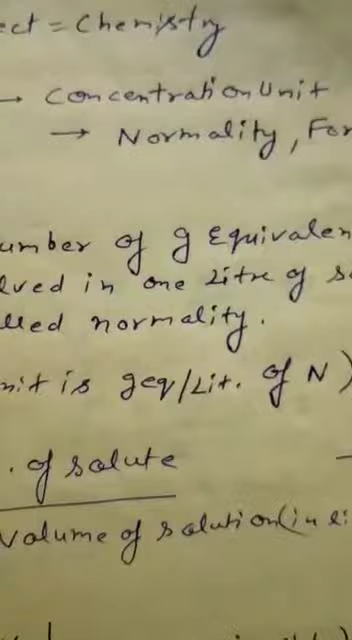 ect = Chemistry
→ Concentration Unit
→ Normality, For
umber of g Equivalen
lved in one Litre of s
lled normality.
nit is geq/Lit. of N)
. of solute
Volume of solution (in li